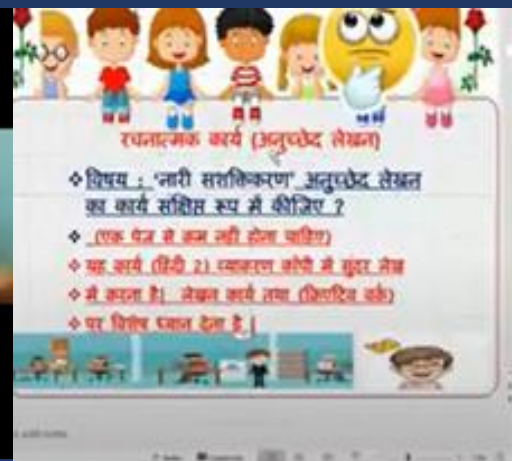 रचनात्मक कार्य (अनुच्छेद लेखन)
❖ विषय : 'नारी सशक्तिकरण' अनुच्छेद लेखन
का कार्य सक्षिप्त रूप में कीजिए ?
❖ (एक पेज से कम नही होना चाहिए)
❖ यह कार्य (हिंदी 2) व्याकरण कॉपी में सुंदर लेख
❖ में करना है| लेखन कार्य तथा (क्रिएटिव वर्क)
❖ पर विशेष ध्यान देना है |